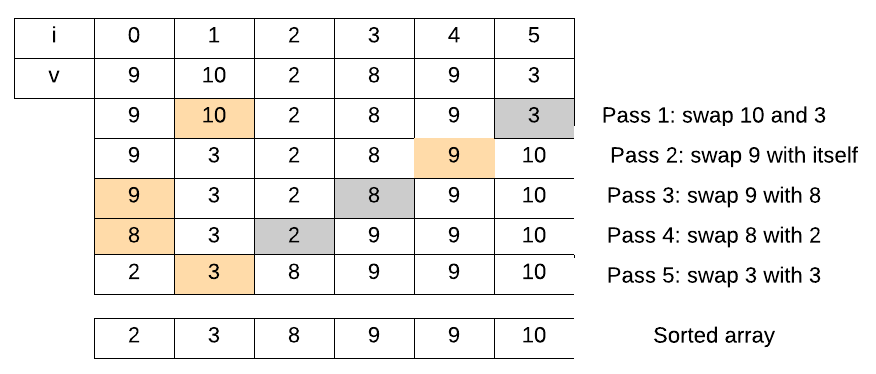 i 0 1 2 3 4 5
v 9 10 2 8 9 3
9 10 2 8 9 3 Pass 1: swap 10 and 3
9 3 2 8 9 10 Pass 2: swap 9 with itself
9 3 2 8 9 10 Pass 3: swap 9 with 8
8 3 2 9 9 10 Pass 4: swap 8 with 2
2 3 8 9 9 10 Pass 5: swap 3 with 3
2 3 8 9 9 10 Sorted array